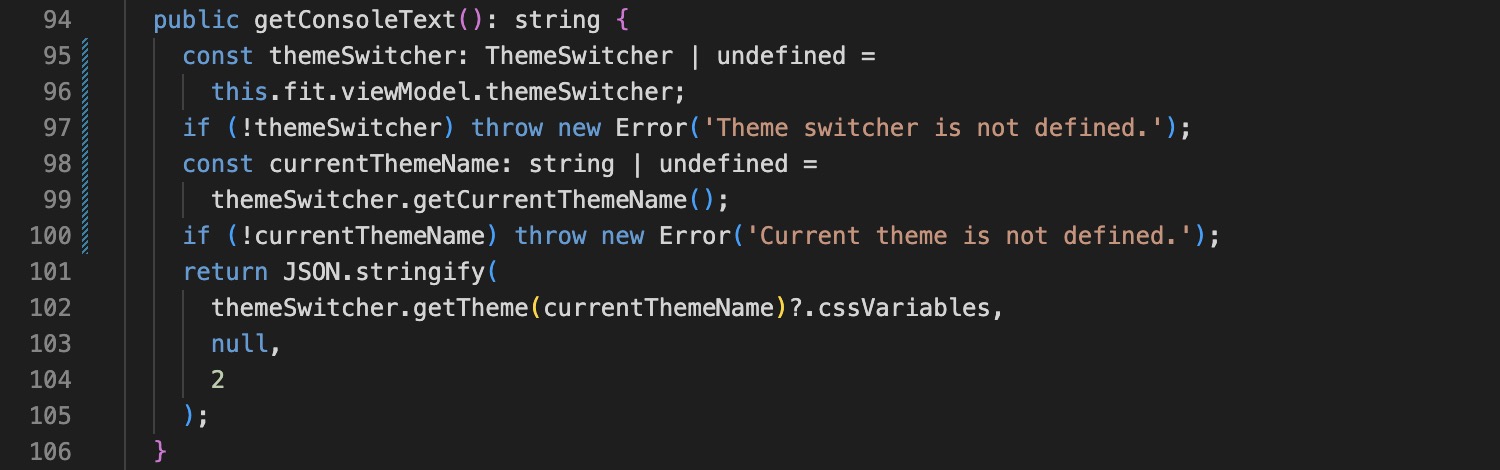 94 public getConsoleText(): string {
95 const themeSwitcher: ThemeSwitcher | undefined =
96 this.fit.viewModel.themeSwitcher;
97 if (!themeSwitcher) throw new Error('Theme switcher is not defined.');
98 const currentThemeName: string | undefined =
99 themeSwitcher.getCurrentThemeName();
100 if (!currentThemeName) throw new Error('Current theme is not defined.');
101 return JSON.stringify(
102 themeSwitcher.getTheme(currentThemeName)?.cssVariables,
103 null,
104 2
105 );
106 }